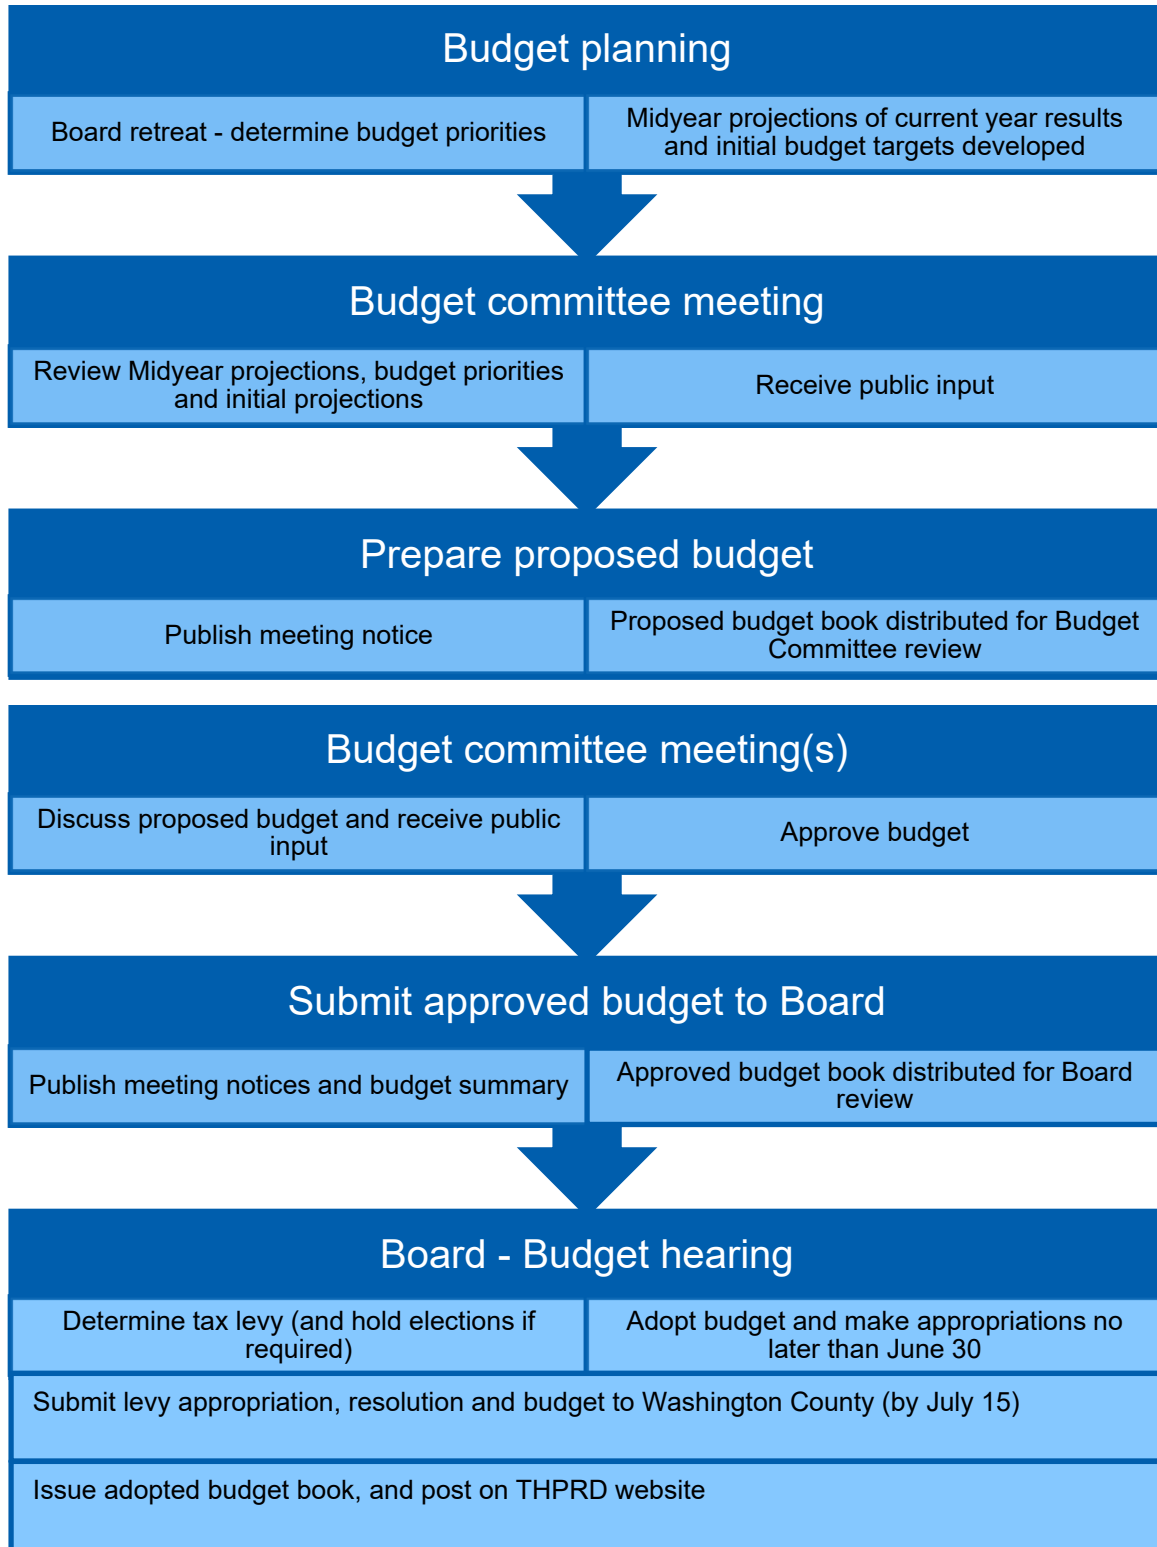 Budget planning
Board retreat - determine budget priorities
Midyear projections of current year results
and initial budget targets developed
Budget committee meeting
Review Midyear projections, budget priorities
and initial projections
Receive public input
Prepare proposed budget
Publish meeting notice
Proposed budget book distributed for Budget
Committee review
Budget committee meeting(s)
Discuss proposed budget and receive public
input
Approve budget
Submit approved budget to Board
Publish meeting notices and budget summary
Approved budget book distributed for Board
review
Board - Budget hearing
Determine tax levy (and hold elections if
required)
Adopt budget and make appropriations no
later than June 30
Submit levy appropriation, resolution and budget to Washington County (by July 15)
Issue adopted budget book, and post on THPRD website